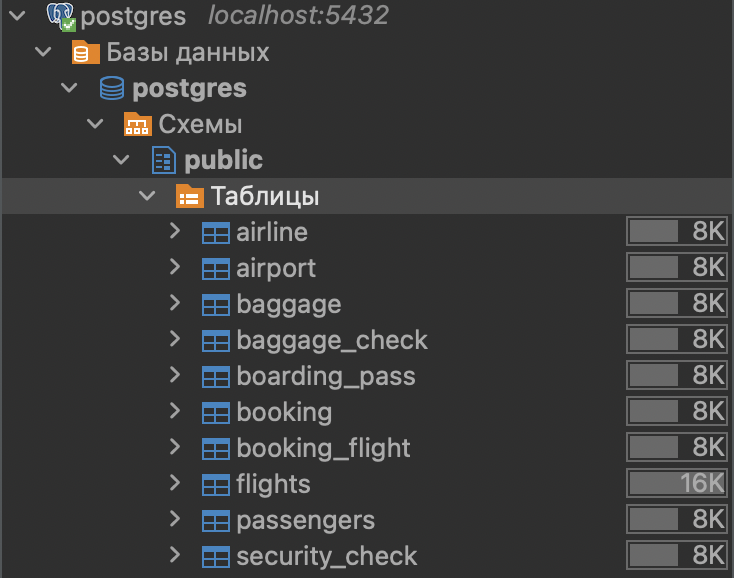 postgres localhost:5432
Базы данных
postgres
Схемы
public
Таблицы
airline 8K
airport 8K
baggage 8K
baggage_check 8K
boarding_pass 8K
booking 8K
booking_flight 8K
flights 16K
passengers 8K
security_check 8K